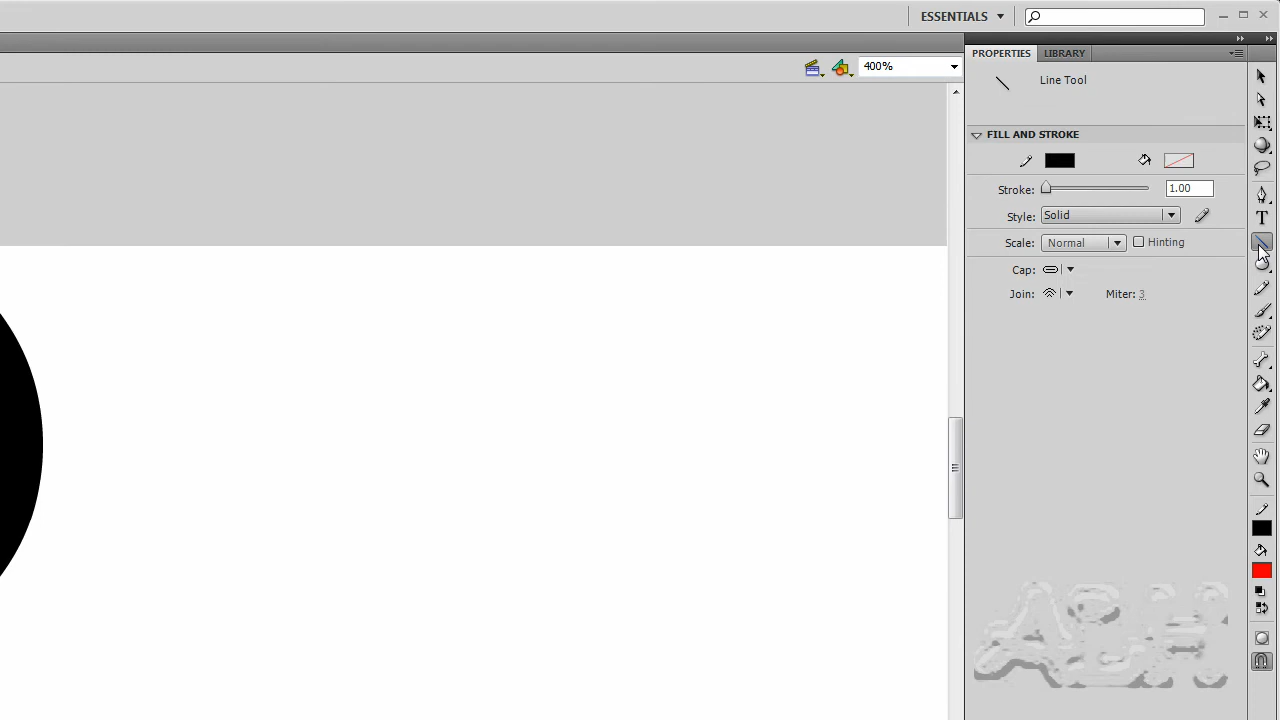 ESSENTIALS
400%
PROPERTIES LIBRARY
Line Tool
FILL AND STROKE
Stroke: 1.00
Style: Solid
Scale: Normal Hinting
Cap:
Join: Miter: 3
T